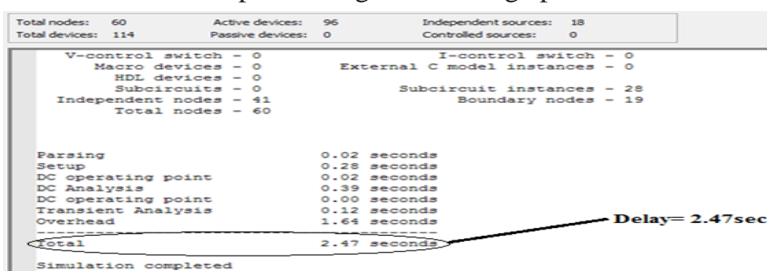 Total nodes: 60 Active devices: 96 Independent sources: 18
Total devices: 114 Passive devices: 0 Controlled sources: 0
V-control switch - 0 I-control switch - 0
Macro devices - 0 External C model instances - 0
HDL devices - 0
Subcircuits - 0 Subcircuit instances - 28
Independent nodes - 41 Boundary nodes - 19
Total nodes - 60
Parsing 0.02 seconds
Setup 0.28 seconds
DC operating point 0.02 seconds
DC Analysis 0.39 seconds
DC operating point 0.00 seconds
Transient Analysis 0.12 seconds
Overhead 1.64 seconds
-----------------------------------------
Total 2.47 seconds
Delay= 2.47sec
Simulation completed